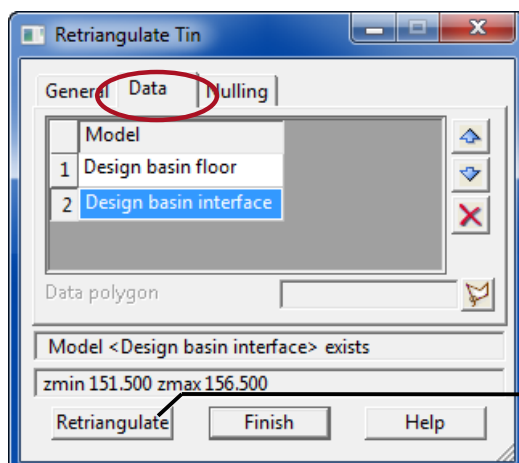 Retriangulate Tin
General Data Nulling
Model
1 Design basin floor
2 Design basin interface
Data polygon
Model <Design basin interface> exists
zmin 151.500 zmax 156.500
Retriangulate Finish Help